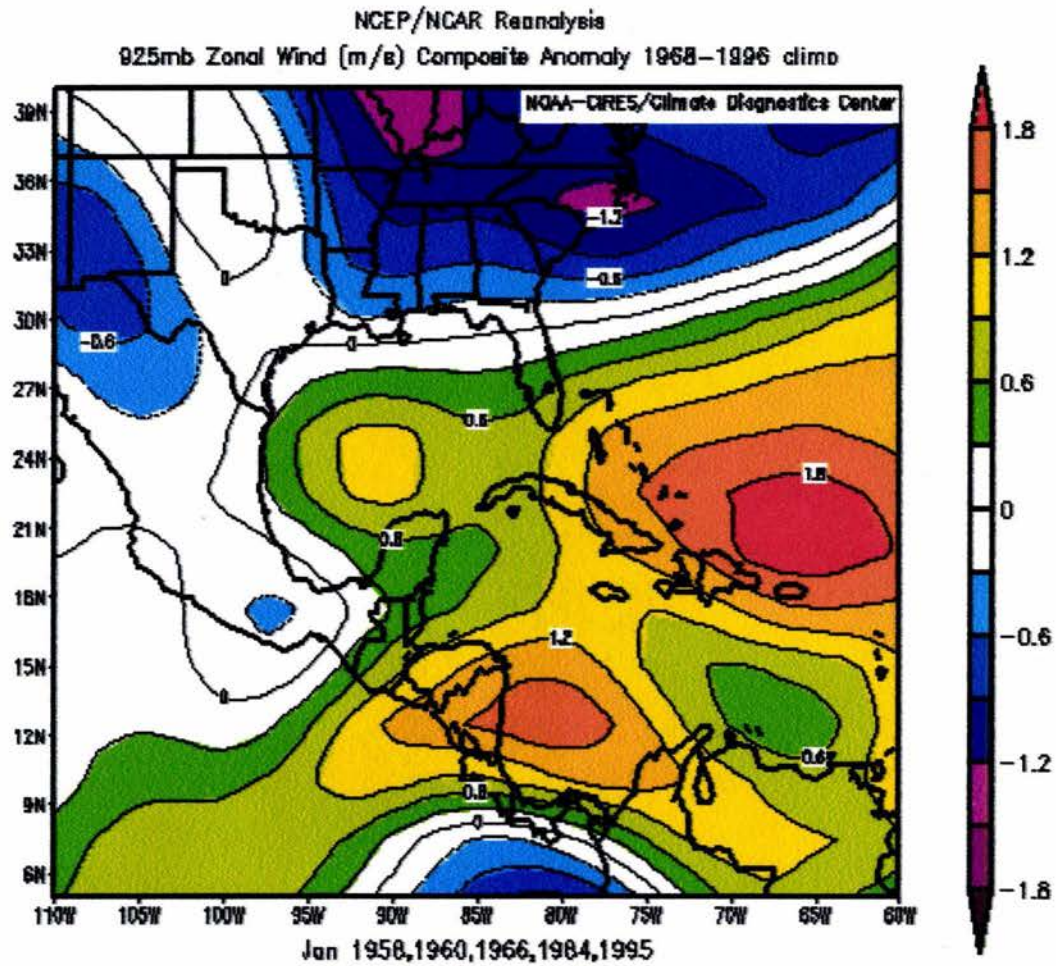 NCEP/NCAR Reanalysis
925mb Zonal Wind (m/s) Composite Anomaly 1968-1996 climo
NOAA-CIRES/Climate Diagnostics Center
39N
36N
33N
30N
27N
24N
21N
18N
15N
12N
9N
6N
110W
105W
100W
95W
90W
85W
80W
75W
70W
65W
60W
-1.2
-0.6
0
0
-0.6
0.6
1.8
0.6
0
1.2
0
0.6
0.6
0
1.8
1.2
0.6
0
-0.6
-1.2
-1.8
Jan 1958,1960,1966,1984,1995